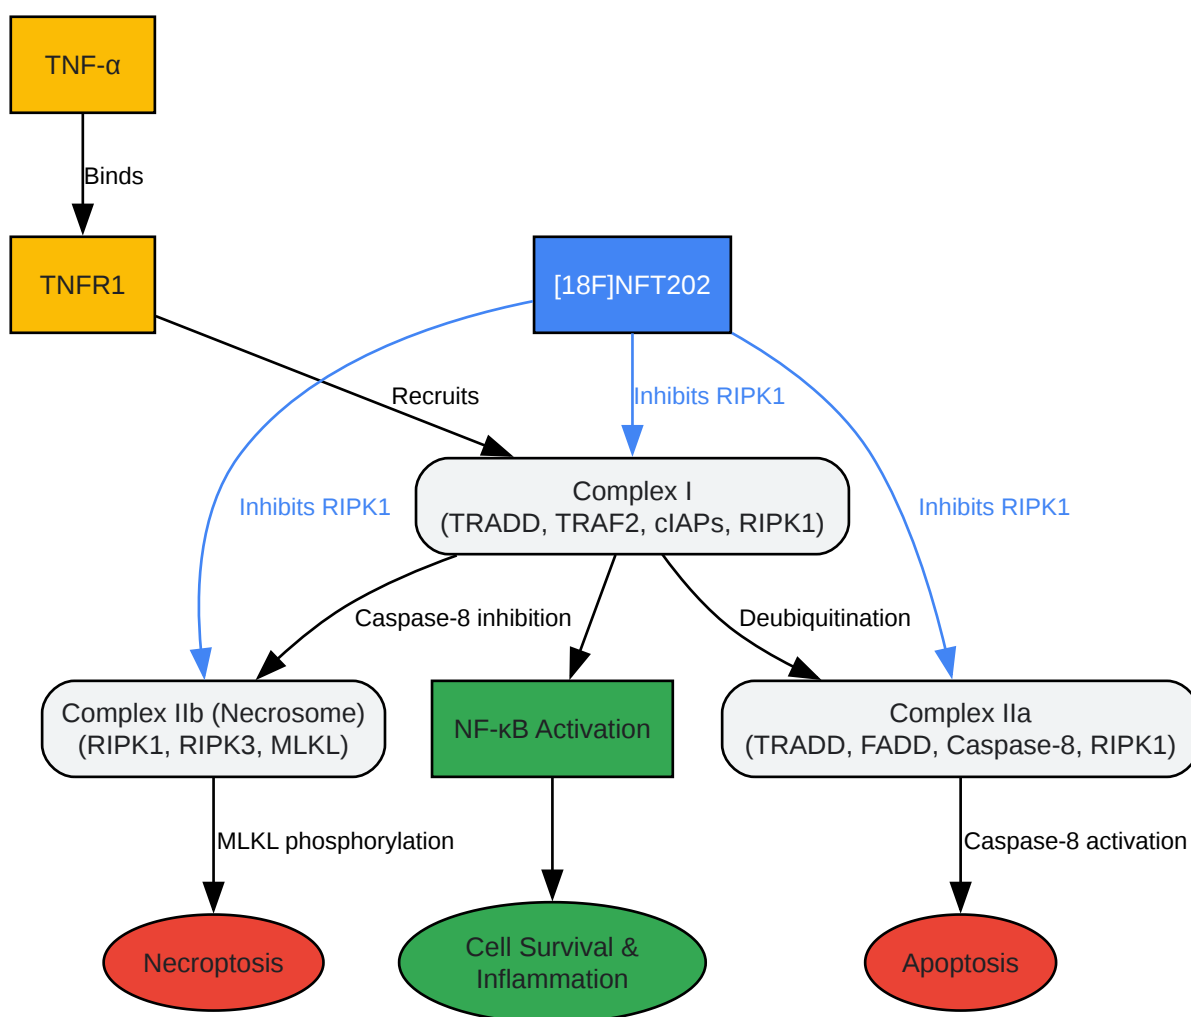 TNF-α
Binds
TNFR1
[18F]NFT202
Recruits
Inhibits RIPK1
Inhibits RIPK1
Inhibits RIPK1
Complex I
(TRADD, TRAF2, cIAPs, RIPK1)
Caspase-8 inhibition
Deubiquitination
Complex IIb (Necrosome)
(RIPK1, RIPK3, MLKL)
NF-κB Activation
Complex IIa
(TRADD, FADD, Caspase-8, RIPK1)
MLKL phosphorylation
Caspase-8 activation
Necroptosis
Cell Survival &
Inflammation
Apoptosis